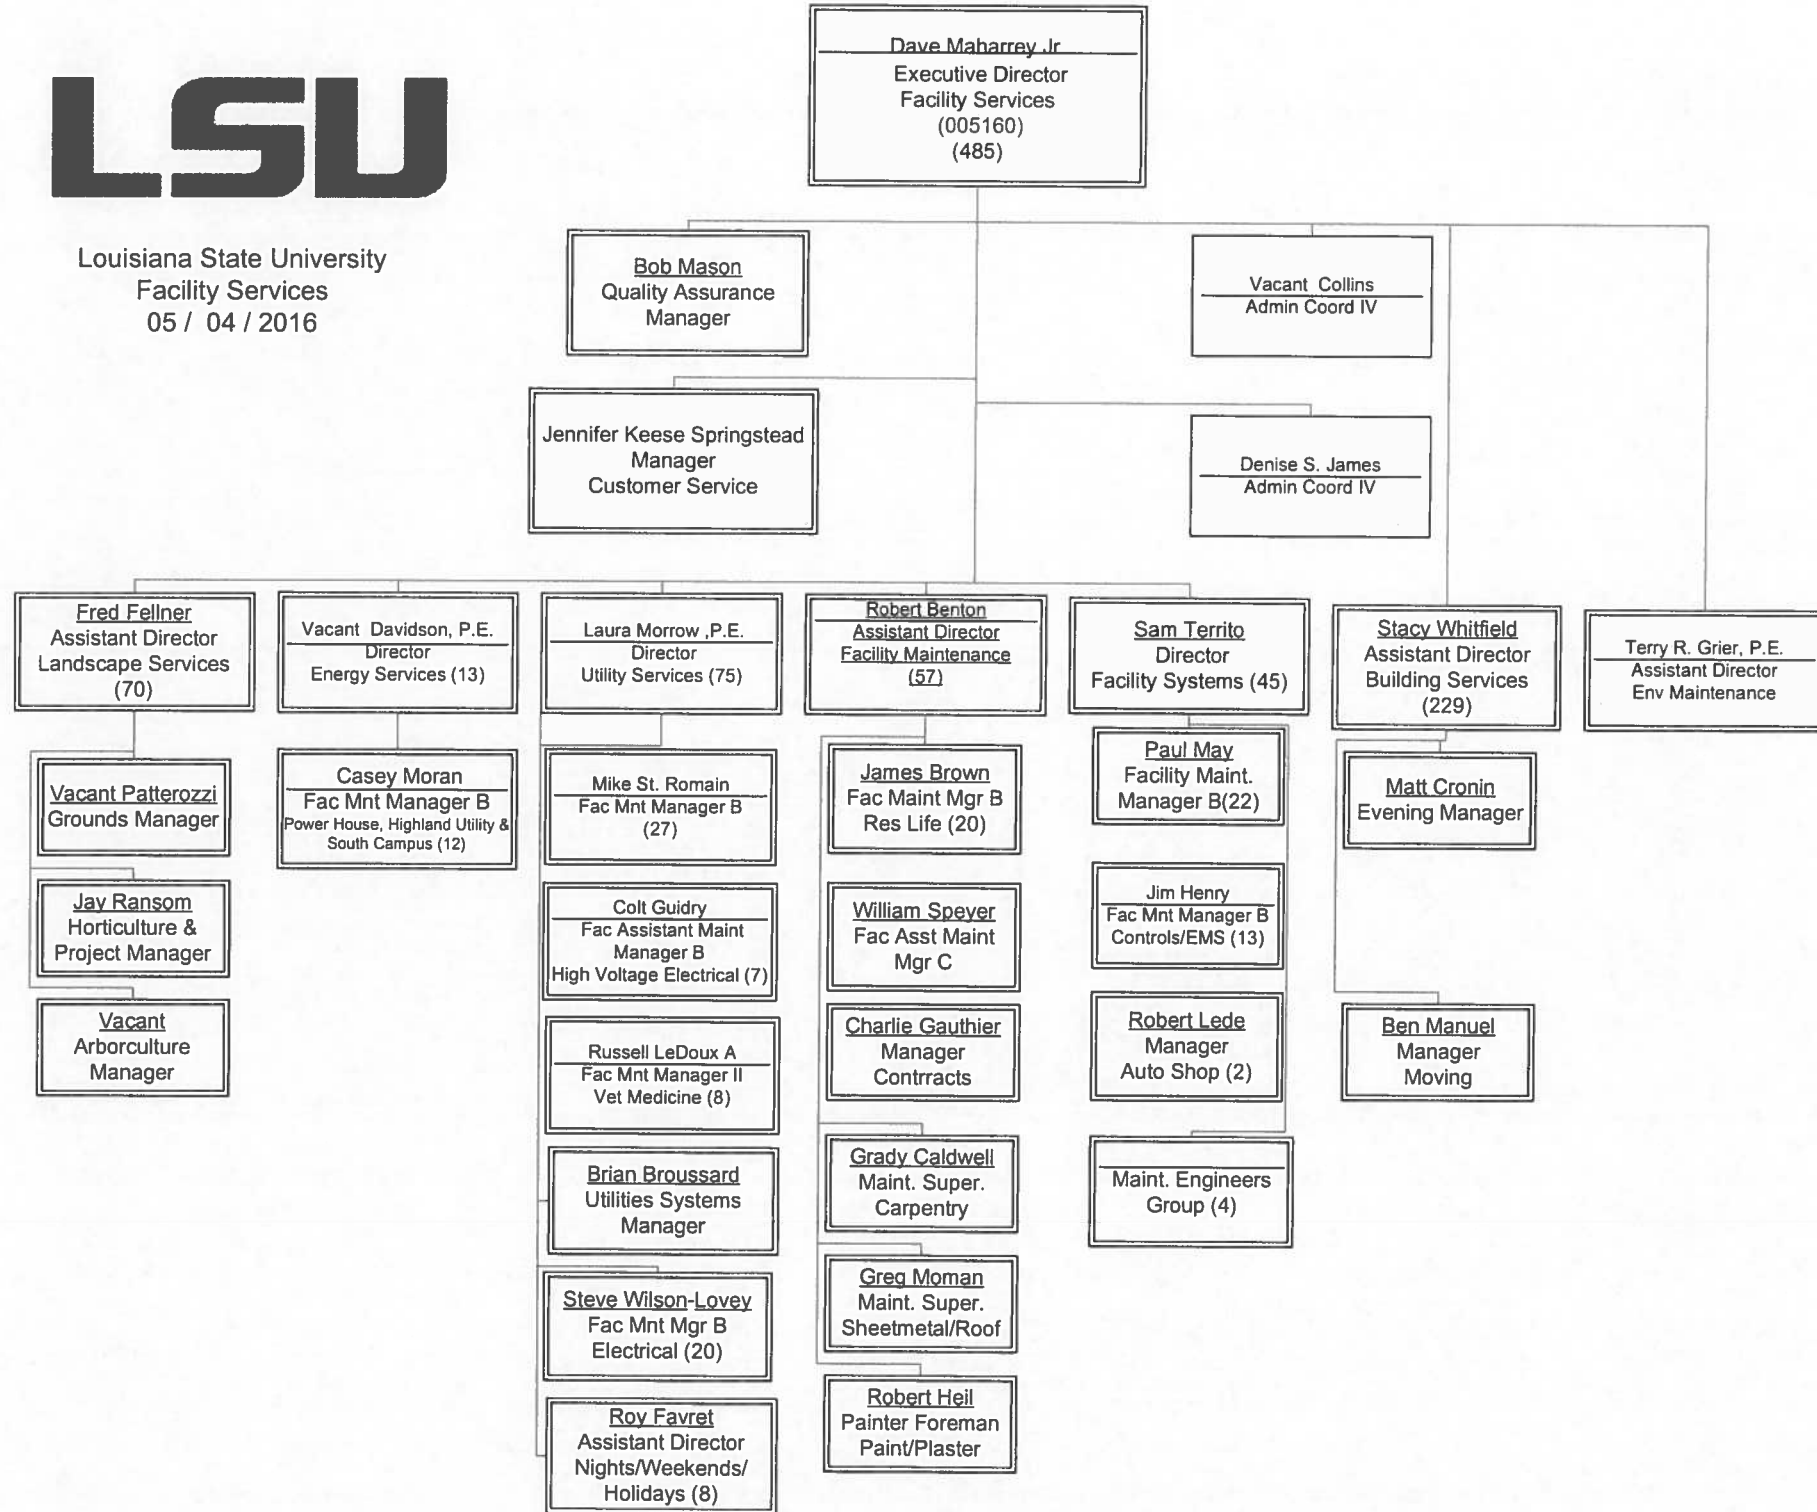 LSU
Louisiana State University
Facility Services
05 / 04 / 2016
Dave Maharrey Jr
Executive Director
Facility Services
(005160)
(485)
Bob Mason
Quality Assurance
Manager
Vacant Collins
Admin Coord IV
Jennifer Keese Springstead
Manager
Customer Service
Denise S. James
Admin Coord IV
Fred Fellner
Assistant Director
Landscape Services
(70)
Vacant Davidson, P.E.
Director
Energy Services (13)
Laura Morrow ,P.E.
Director
Utility Services (75)
Robert Benton
Assistant Director
Facility Maintenance
(57)
Sam Territo
Director
Facility Systems (45)
Stacy Whitfield
Assistant Director
Building Services
(229)
Terry R. Grier, P.E.
Assistant Director
Env Maintenance
Vacant Patterozzi
Grounds Manager
Jay Ransom
Horticulture &
Project Manager
Vacant
Arborculture
Manager
Casey Moran
Fac Mnt Manager B
Power House, Highland Utility &
South Campus (12)
Mike St. Romain
Fac Mnt Manager B
(27)
Colt Guidry
Fac Assistant Maint
Manager B
High Voltage Electrical (7)
Russell LeDoux A
Fac Mnt Manager II
Vet Medicine (8)
Brian Broussard
Utilities Systems
Manager
Steve Wilson-Lovey
Fac Mnt Mgr B
Electrical (20)
Roy Favret
Assistant Director
Nights/Weekends/
Holidays (8)
James Brown
Fac Maint Mgr B
Res Life (20)
William Speyer
Fac Asst Maint
Mgr C
Charlie Gauthier
Manager
Contrracts
Grady Caldwell
Maint. Super.
Carpentry
Greg Moman
Maint. Super.
Sheetmetal/Roof
Robert Heil
Painter Foreman
Paint/Plaster
Paul May
Facility Maint.
Manager B(22)
Jim Henry
Fac Mnt Manager B
Controls/EMS (13)
Robert Lede
Manager
Auto Shop (2)
Maint. Engineers
Group (4)
Matt Cronin
Evening Manager
Ben Manuel
Manager
Moving